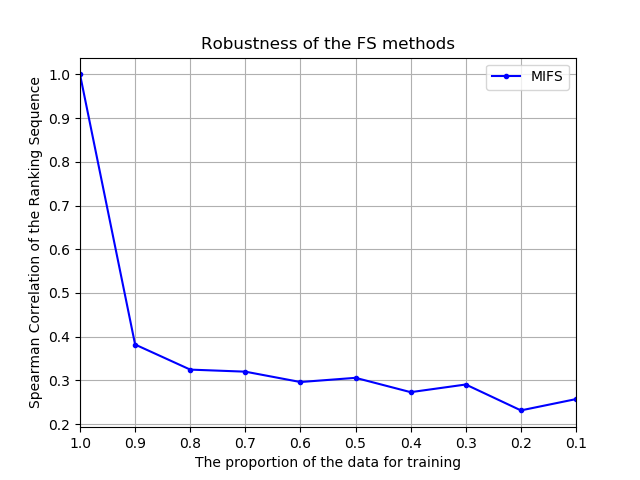 Robustness of the FS methods
MIFS
Spearman Correlation of the Ranking Sequence
1.0
0.9
0.8
0.7
0.6
0.5
0.4
0.3
0.2
1.0 0.9 0.8 0.7 0.6 0.5 0.4 0.3 0.2 0.1
The proportion of the data for training